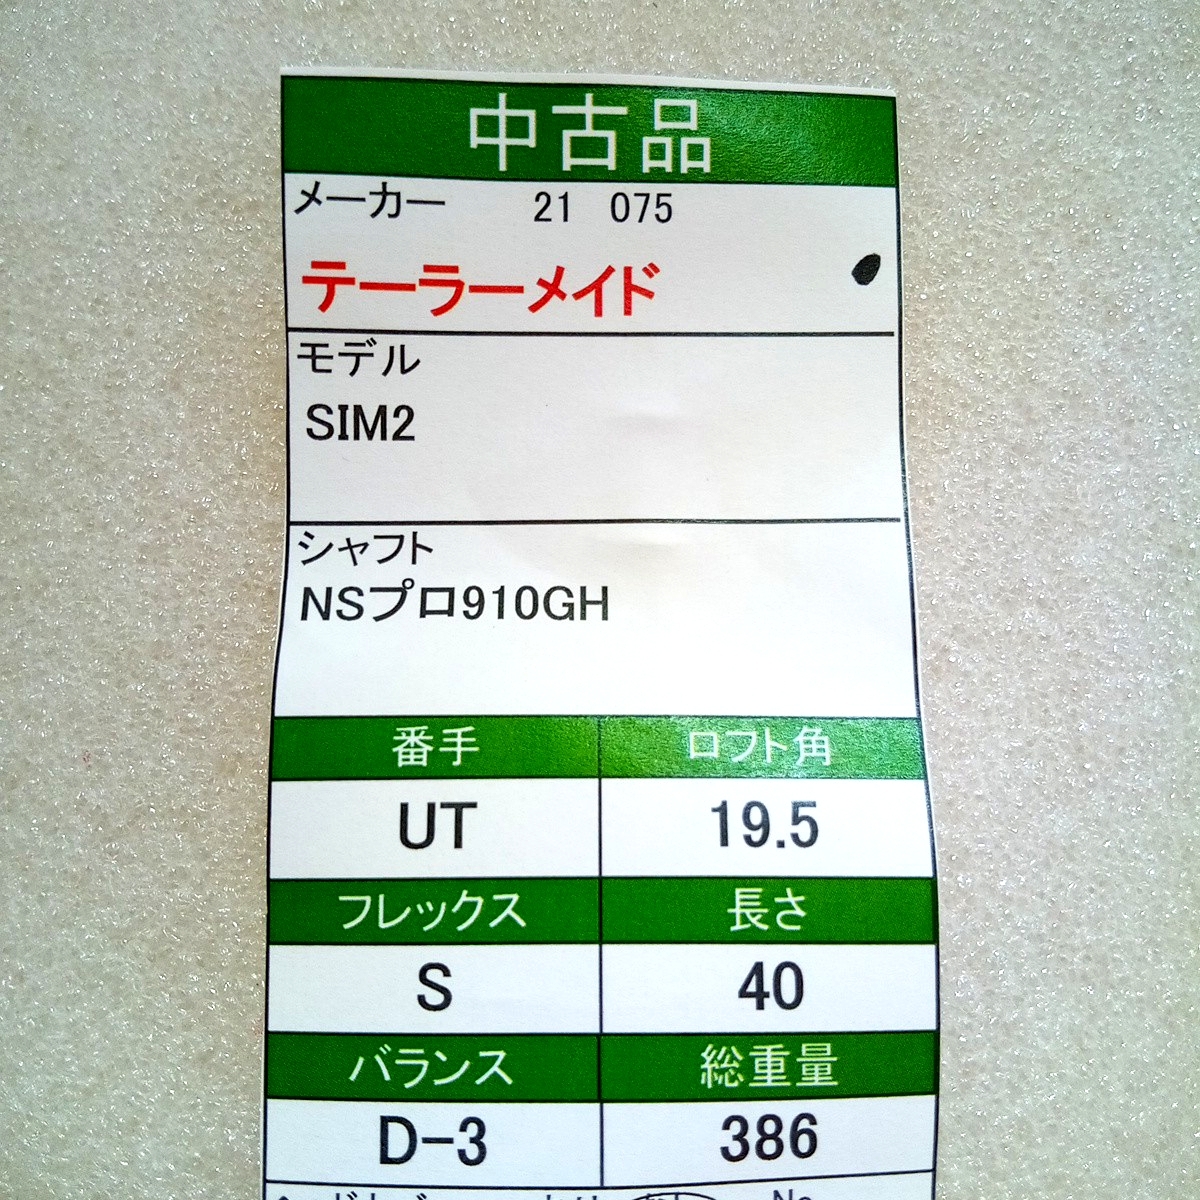 中古品
メーカー 21 075
テーラーメイド
モデル
SIM2
シャフト
NSプロ910GH
番手 ロフト角
UT 19.5
フレックス 長さ
S 40
バランス 総重量
D-3 386